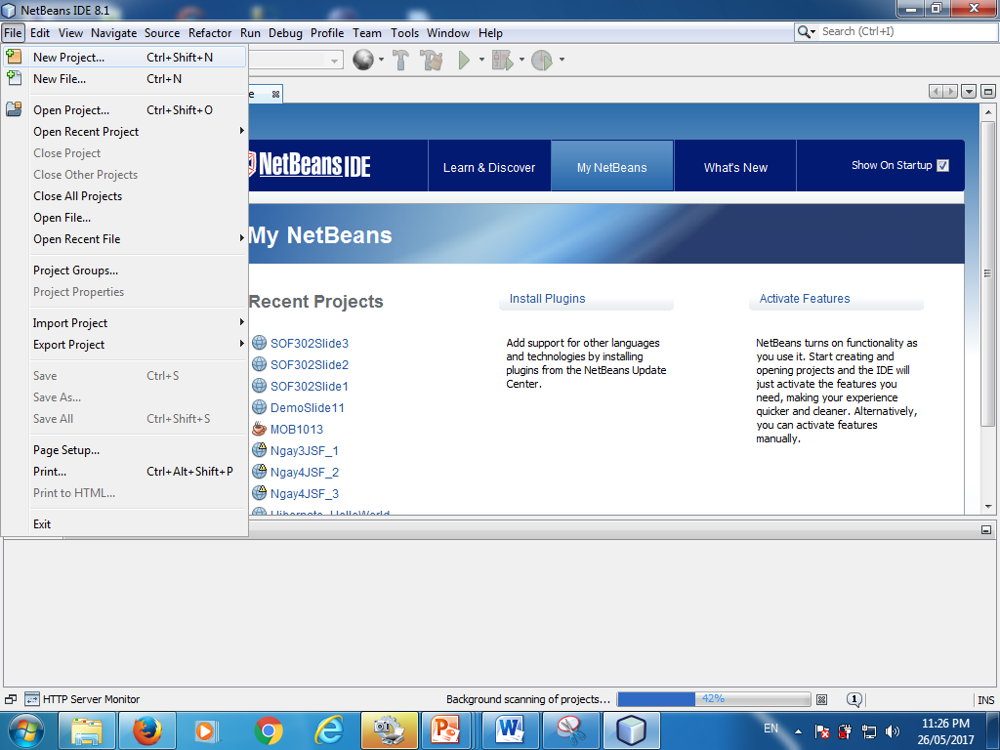 NetBeans IDE 8.1
File Edit View Navigate Source Refactor Run Debug Profile Team Tools Window Help
Search (Ctrl+I)
New Project... Ctrl+Shift+N
New File... Ctrl+N
Open Project... Ctrl+Shift+O
Open Recent Project
Close Project
Close Other Projects
Close All Projects
Open File...
Open Recent File
Project Groups...
Project Properties
Import Project
Export Project
Save Ctrl+S
Save As...
Save All Ctrl+Shift+S
Page Setup...
Print... Ctrl+Alt+Shift+P
Print to HTML...
Exit
NetBeans IDE
Learn & Discover
My NetBeans
What's New
Show On Startup
My NetBeans
Recent Projects
SOF302Slide3
SOF302Slide2
SOF302Slide1
DemoSlide11
MOB1013
Ngay3JSF_1
Ngay4JSF_2
Ngay4JSF_3
Hibernate_HelloWorld
Install Plugins
Add support for other languages
and technologies by installing
plugins from the NetBeans Update
Center.
Activate Features
NetBeans turns on functionality as
you use it. Start creating and
opening projects and the IDE will
just activate the features you
need, making your experience
quicker and cleaner. Alternatively,
you can activate features
manually.
HTTP Server Monitor
Background scanning of projects...
42%
1
INS
EN
11:26 PM
26/05/2017